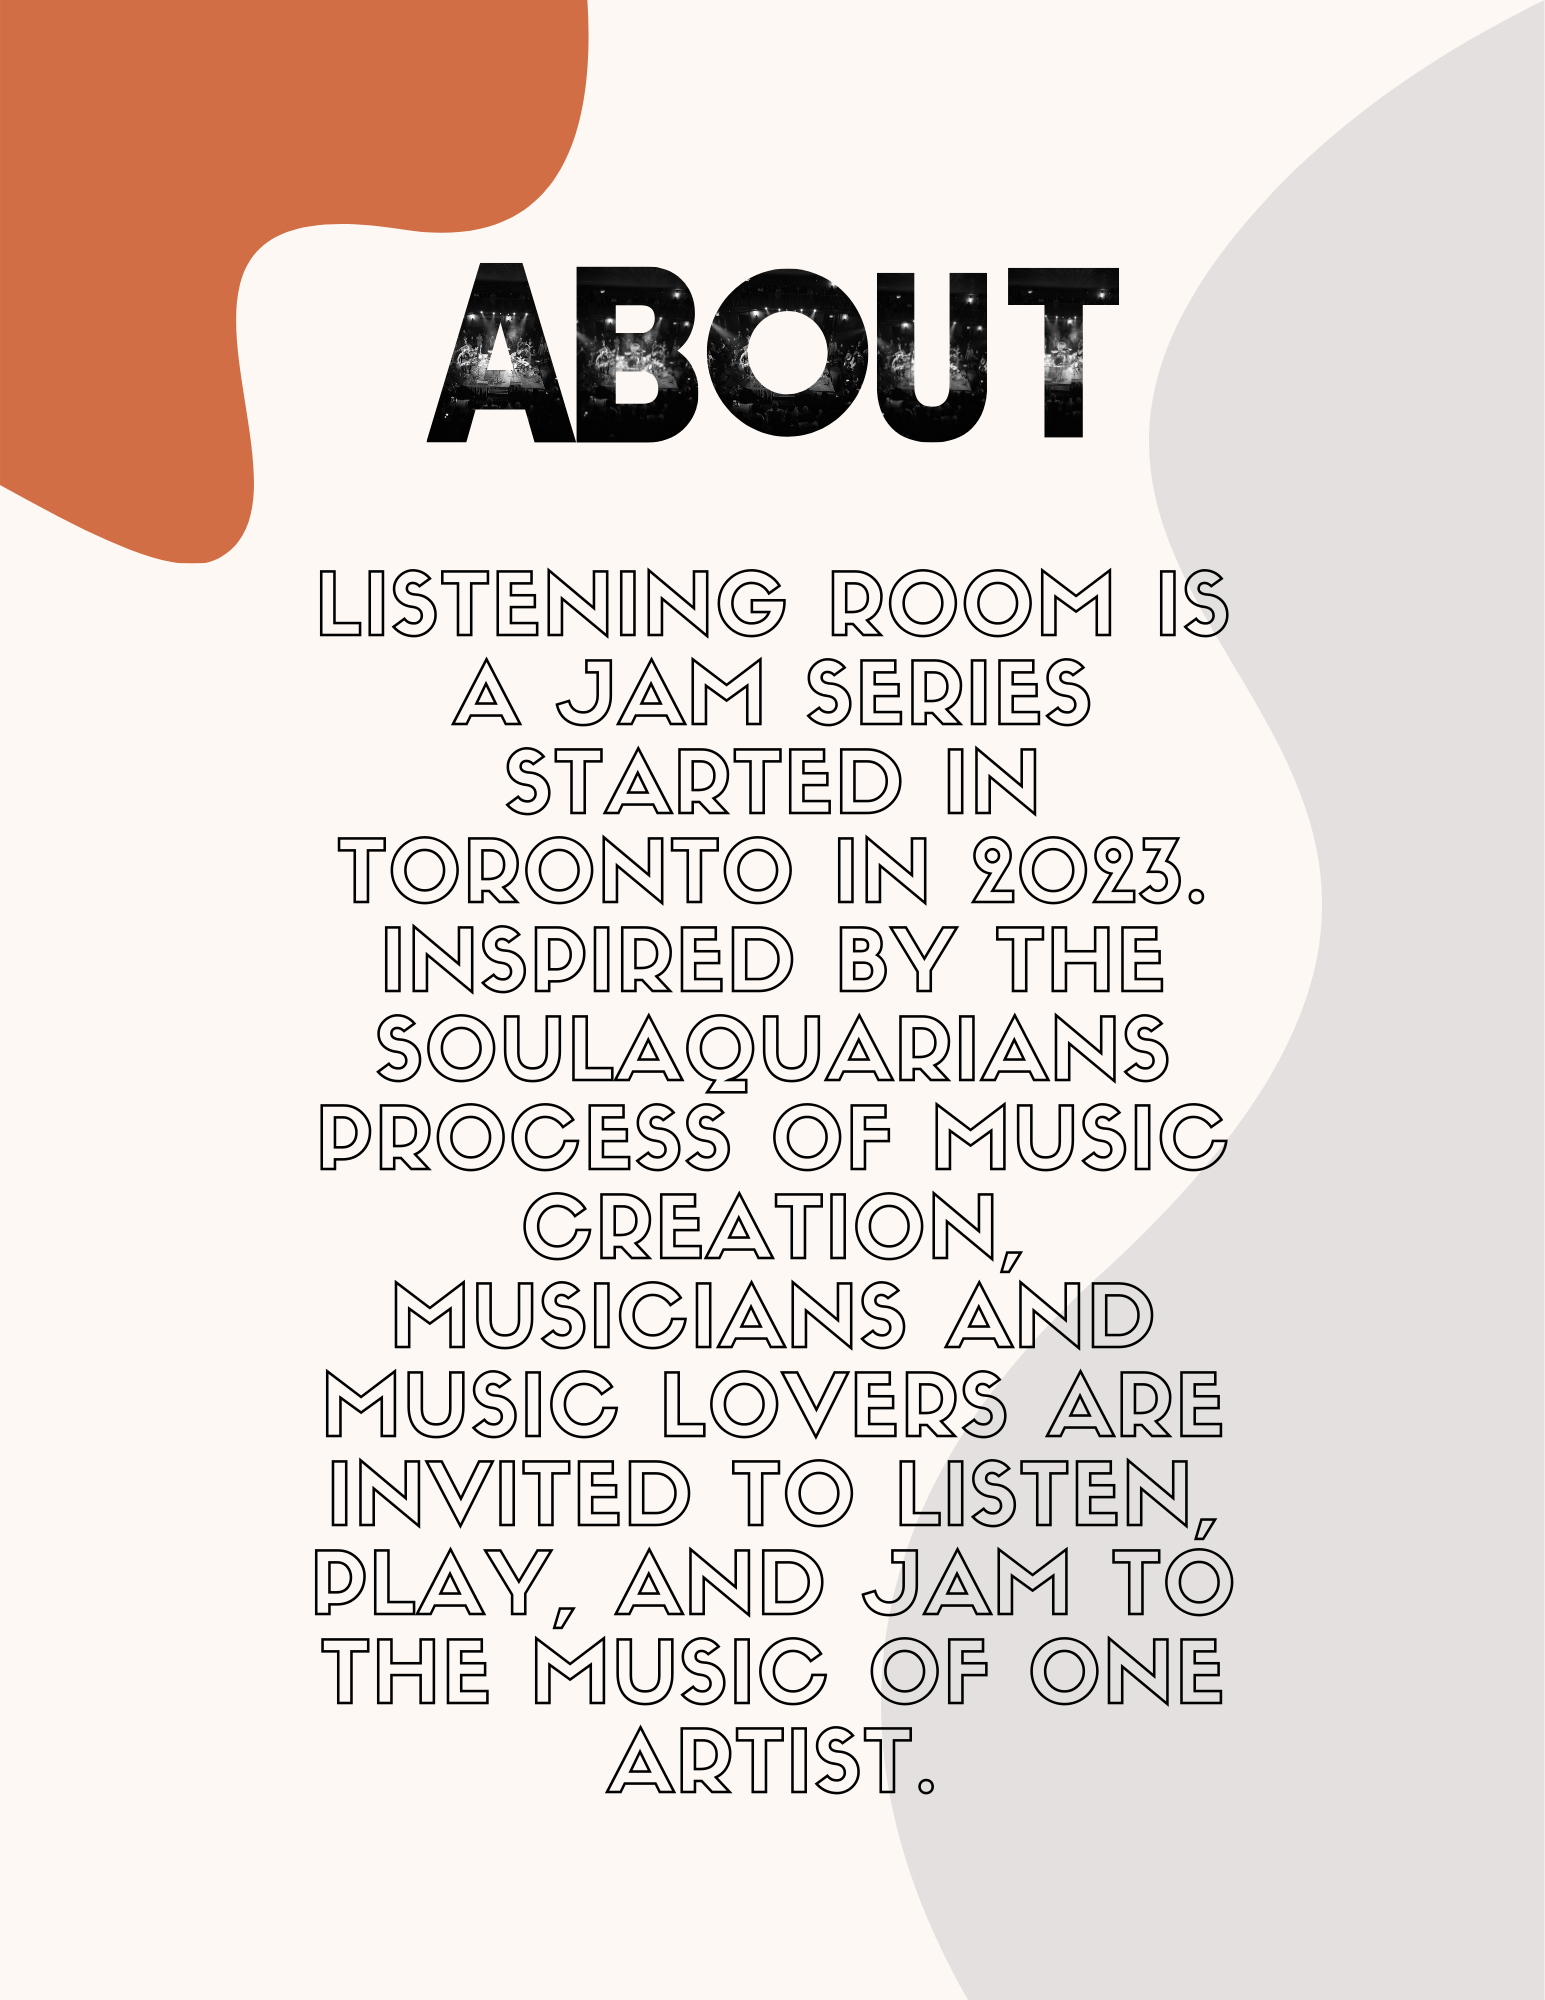 ABOUT
LISTENING ROOM IS
A JAM SERIES
STARTED IN
TORONTO IN 2023.
INSPIRED BY THE
SOULAQUARIANS
PROCESS OF MUSIC
CREATION,
MUSICIANS AND
MUSIC LOVERS ARE
INVITED TO LISTEN,
PLAY, AND JAM TO
THE MUSIC OF ONE
ARTIST.